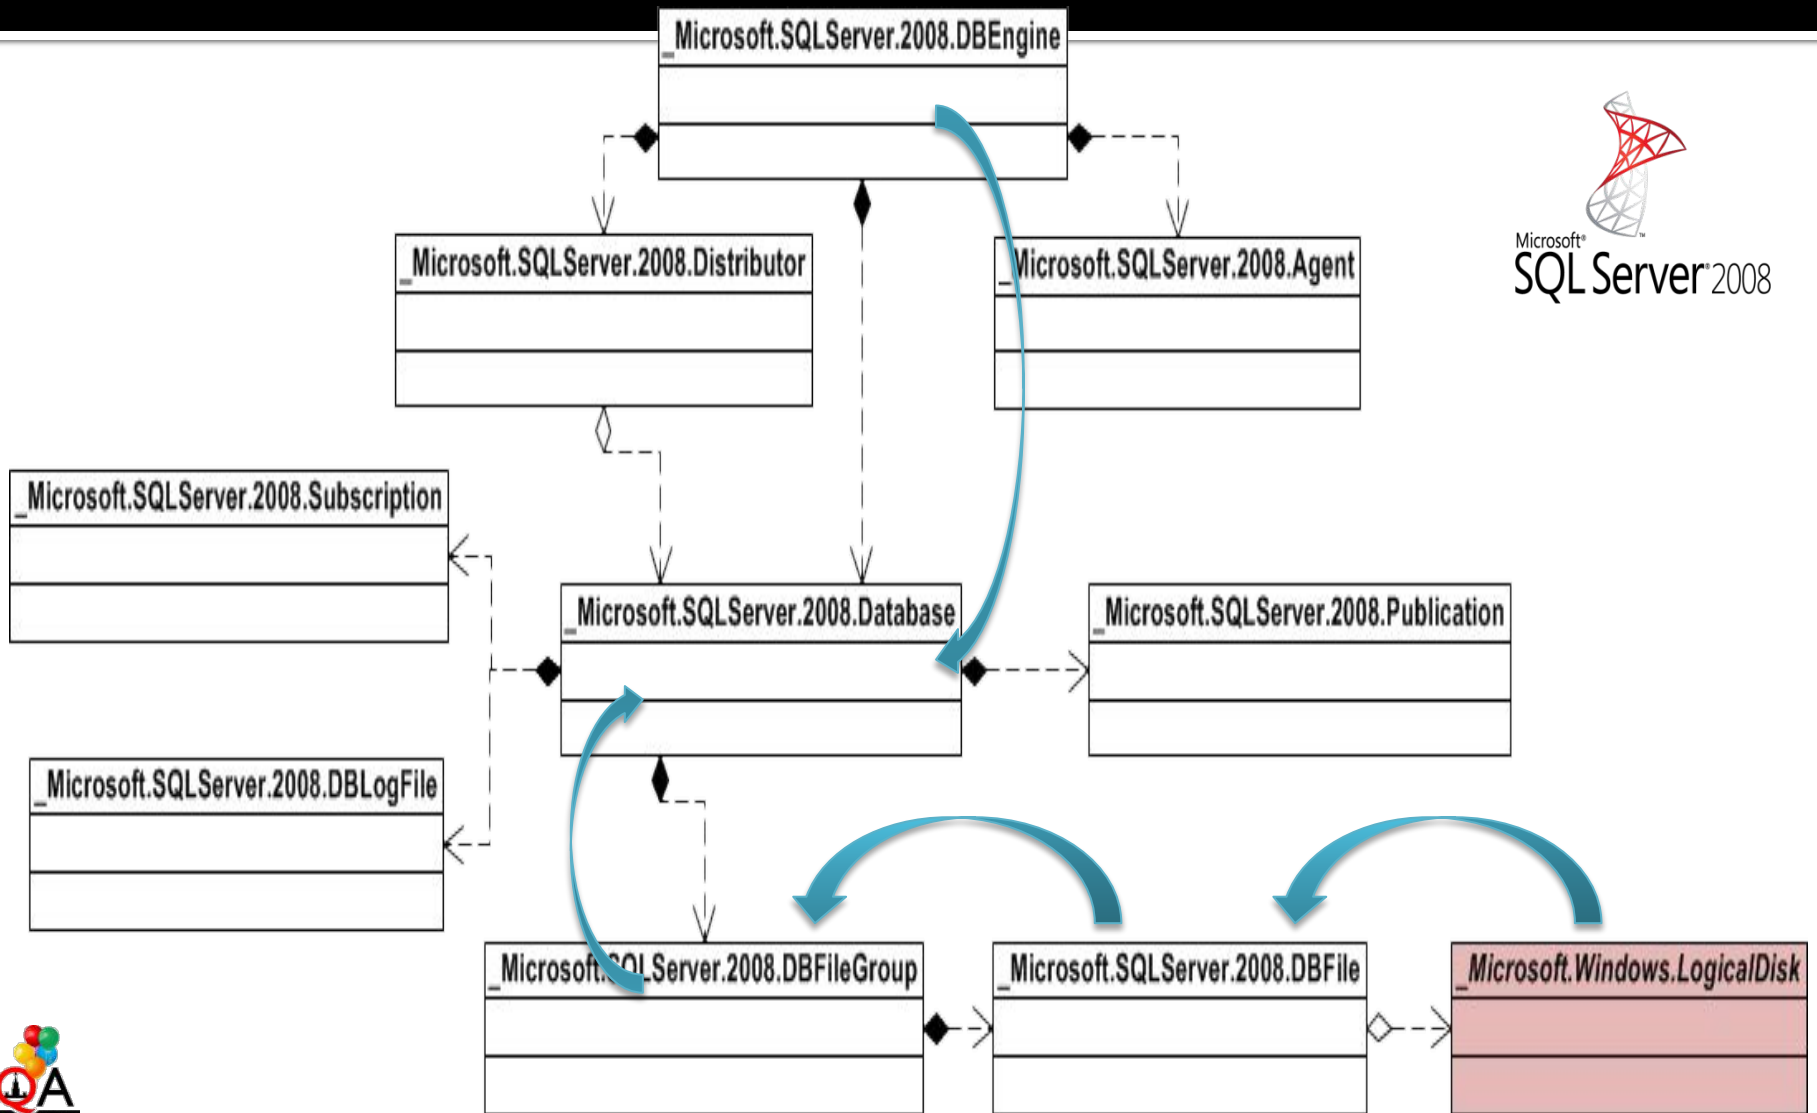 _Microsoft.SQLServer.2008.DBEngine
_Microsoft.SQLServer.2008.Distributor
_Microsoft.SQLServer.2008.Agent
Microsoft®
SQL Server® 2008
™
_Microsoft.SQLServer.2008.Subscription
_Microsoft.SQLServer.2008.Database
_Microsoft.SQLServer.2008.Publication
_Microsoft.SQLServer.2008.DBLogFile
_Microsoft.SQLServer.2008.DBFileGroup
_Microsoft.SQLServer.2008.DBFile
_Microsoft.Windows.LogicalDisk
QA